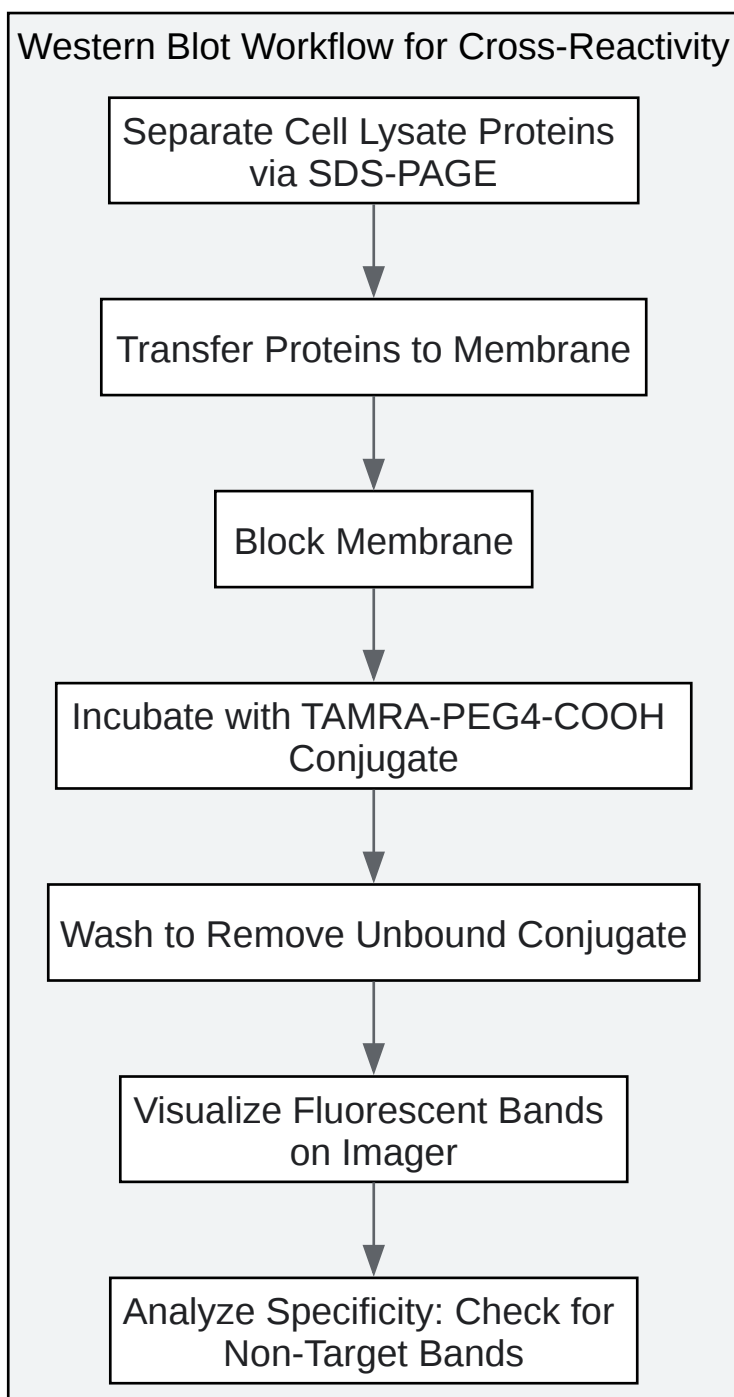 Western Blot Workflow for Cross-Reactivity
Separate Cell Lysate Proteins
via SDS-PAGE
Transfer Proteins to Membrane
Block Membrane
Incubate with TAMRA-PEG4-COOH
Conjugate
Wash to Remove Unbound Conjugate
Visualize Fluorescent Bands
on Imager
Analyze Specificity: Check for
Non-Target Bands